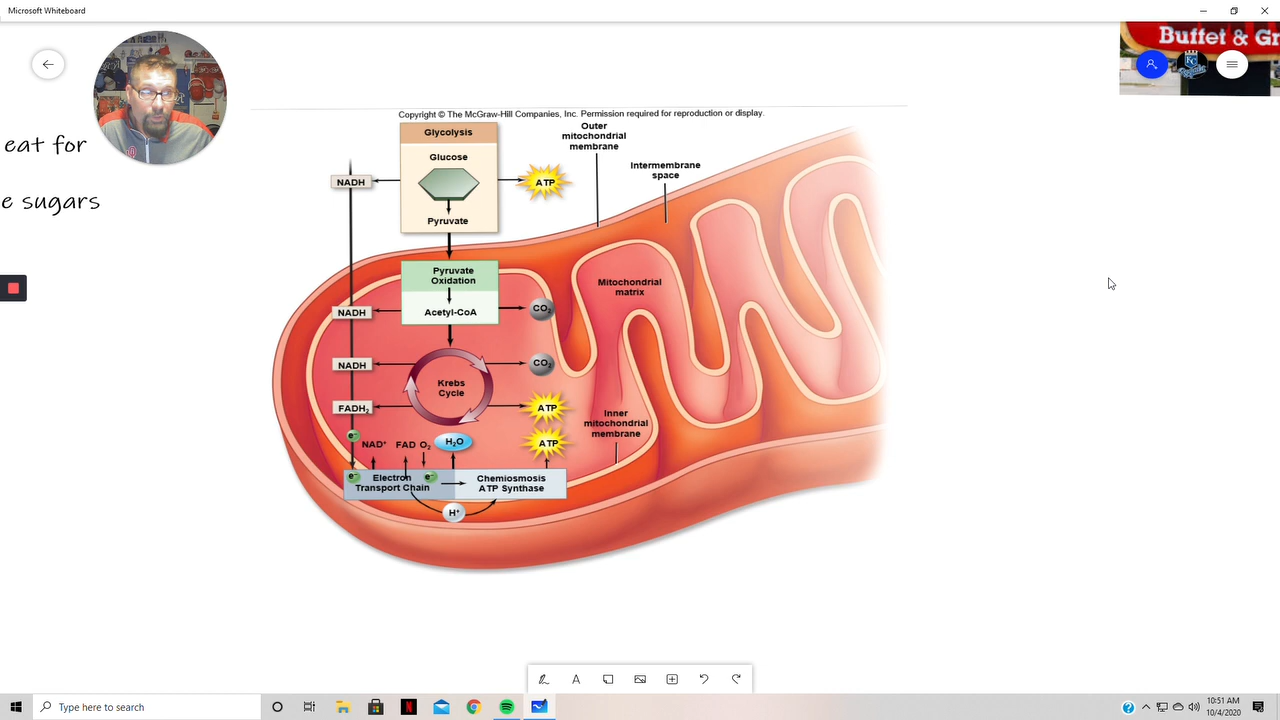 Microsoft Whiteboard
Buffet & Gr
KC
eat for
e sugars
Copyright © The McGraw-Hill Companies, Inc. Permission required for reproduction or display.
Glycolysis
Glucose
Pyruvate
NADH
ATP
Outer
mitochondrial
membrane
Intermembrane
space
Pyruvate
Oxidation
Acetyl-CoA
NADH
CO₂
Mitochondrial
matrix
NADH
CO₂
Krebs
Cycle
FADH₂
ATP
Inner
mitochondrial
membrane
e⁻
NAD⁺
FAD
O₂
H₂O
ATP
e⁻
Electron
Transport Chain
e⁻
Chemiosmosis
ATP Synthase
H⁺
A
Type here to search
N
10:51 AM
10/4/2020